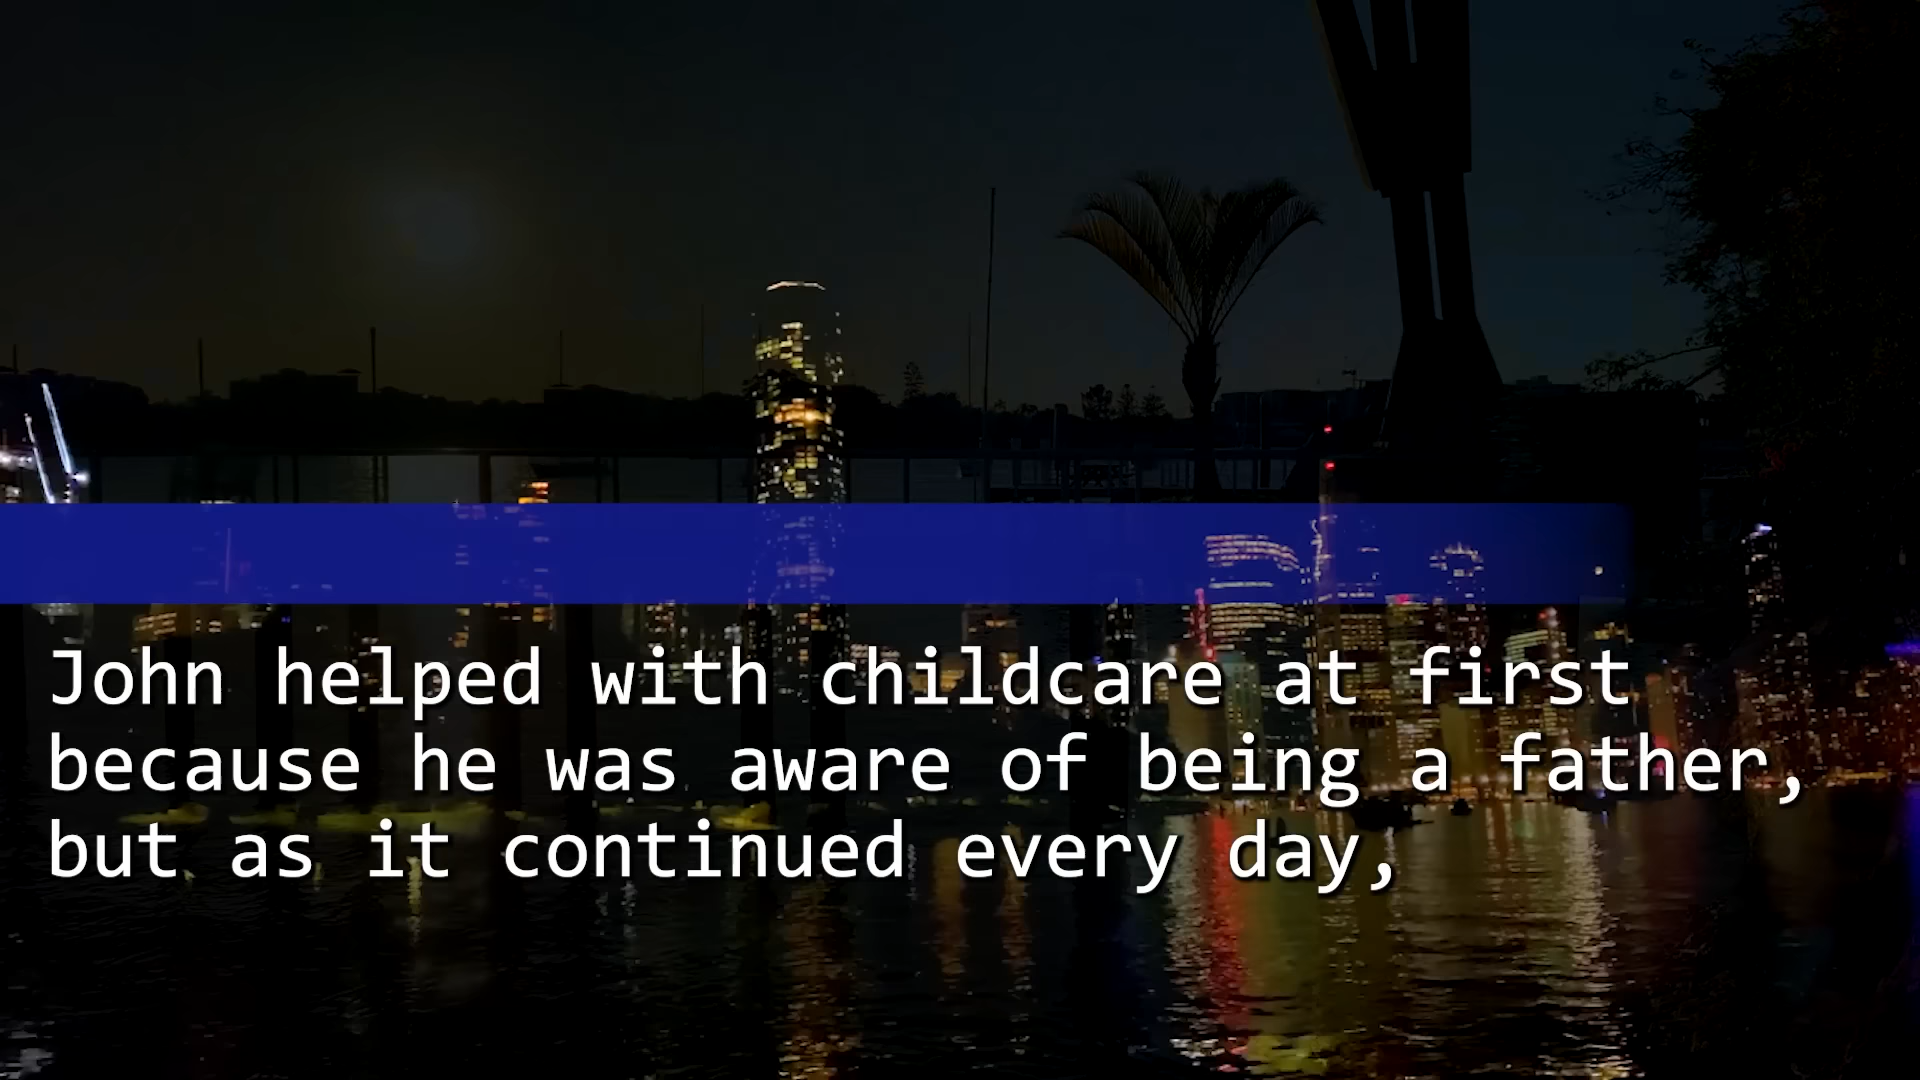 John helped with childcare at first
because he was aware of being a father,
but as it continued every day,